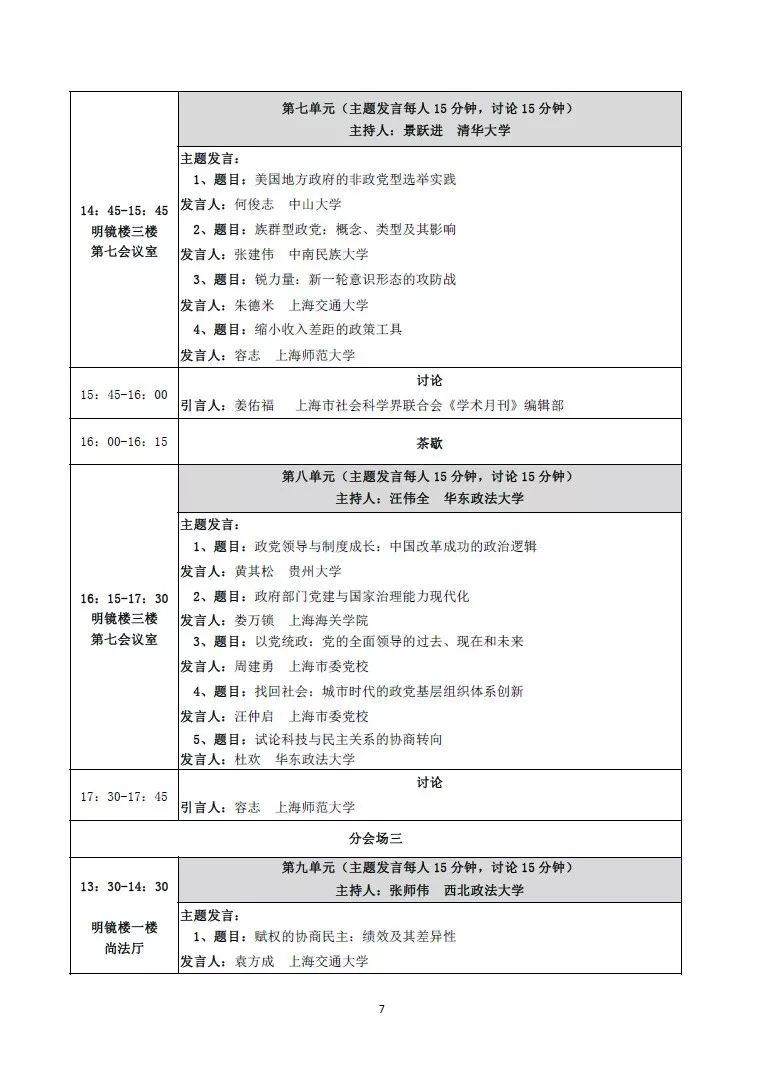 第七单元（主题发言每人 15 分钟，讨论 15 分钟）
主持人：景跃进 清华大学
14：45-15：45
明镜楼三楼
第七会议室
主题发言：
1、题目：美国地方政府的非政党型选举实践
发言人：何俊志 中山大学
2、题目：族群型政党：概念、类型及其影响
发言人：张建伟 中南民族大学
3、题目：锐力量：新一轮意识形态的攻防战
发言人：朱德米 上海交通大学
4、题目：缩小收入差距的政策工具
发言人：容志 上海师范大学
15：45-16：00
讨论
引言人：姜佑福 上海市社会科学界联合会《学术月刊》编辑部
16：00-16：15
茶歇
第八单元（主题发言每人 15 分钟，讨论 15 分钟）
主持人：汪伟全 华东政法大学
16：15-17：30
明镜楼三楼
第七会议室
主题发言：
1、题目：政党领导与制度成长：中国改革成功的政治逻辑
发言人：黄其松 贵州大学
2、题目：政府部门党建与国家治理能力现代化
发言人：娄万锁 上海海关学院
3、题目：以党统政：党的全面领导的过去、现在和未来
发言人：周建勇 上海市委党校
4、题目：找回社会：城市时代的政党基层组织体系创新
发言人：汪仲启 上海市委党校
5、题目：试论科技与民主关系的协商转向
发言人：杜欢 华东政法大学
17：30-17：45
讨论
引言人：容志 上海师范大学
分会场三
第九单元（主题发言每人 15 分钟，讨论 15 分钟）
主持人：张师伟 西北政法大学
13：30-14：30
明镜楼一楼
尚法厅
主题发言：
1、题目：赋权的协商民主：绩效及其差异性
发言人：袁方成 上海交通大学
7